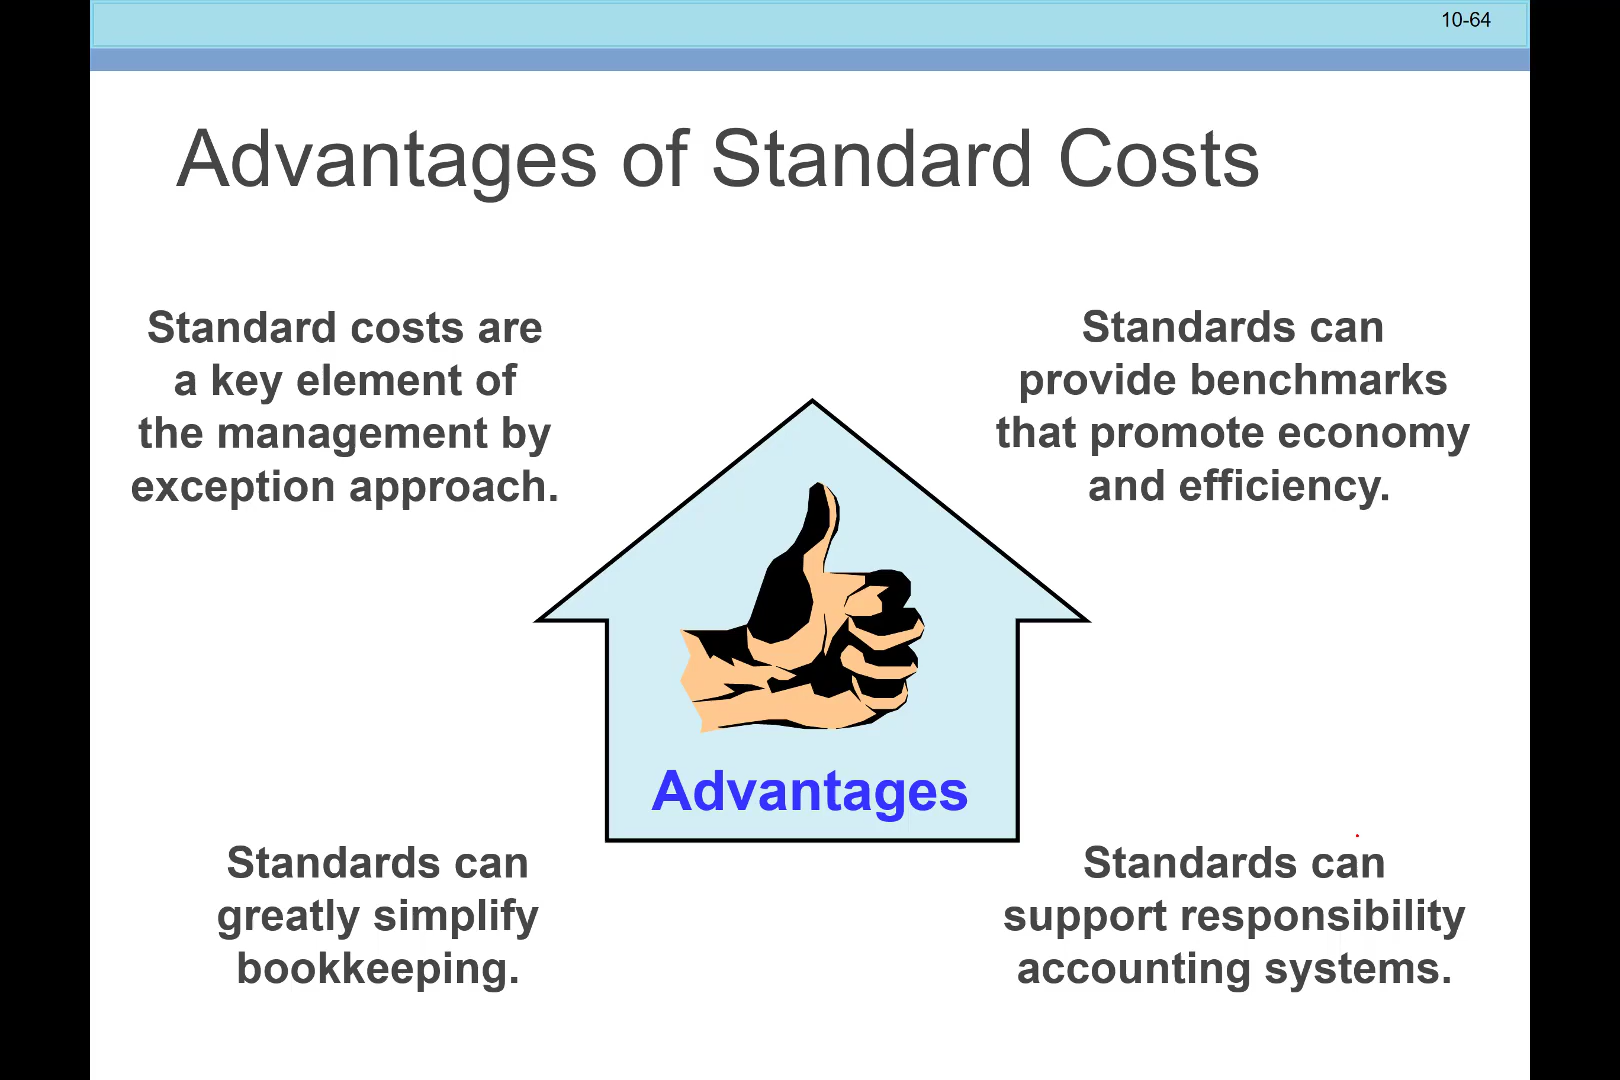 10-64
Advantages of Standard Costs
Standard costs are
a key element of
the management by
exception approach.
Standards can
provide benchmarks
that promote economy
and efficiency.
Advantages
Standards can
greatly simplify
bookkeeping.
Standards can
support responsibility
accounting systems.